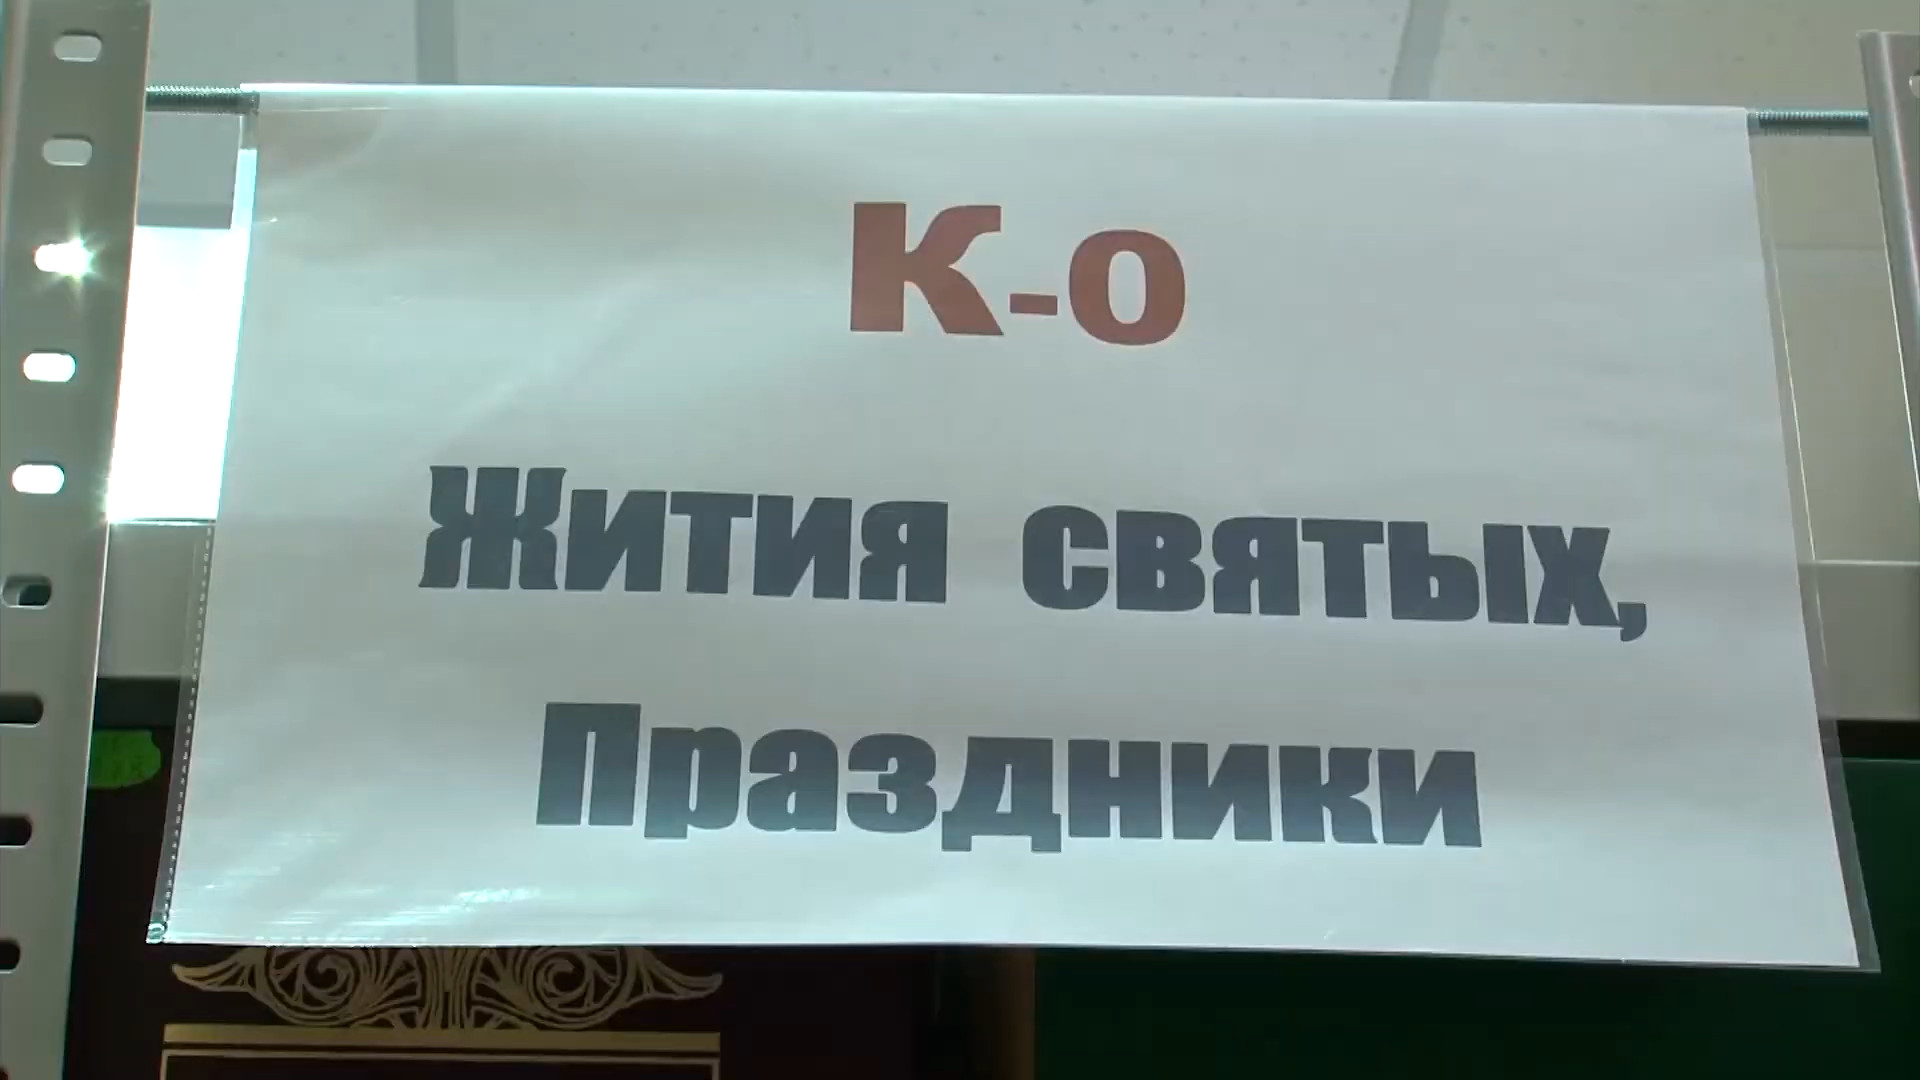 К-о
Жития святых,
Праздники